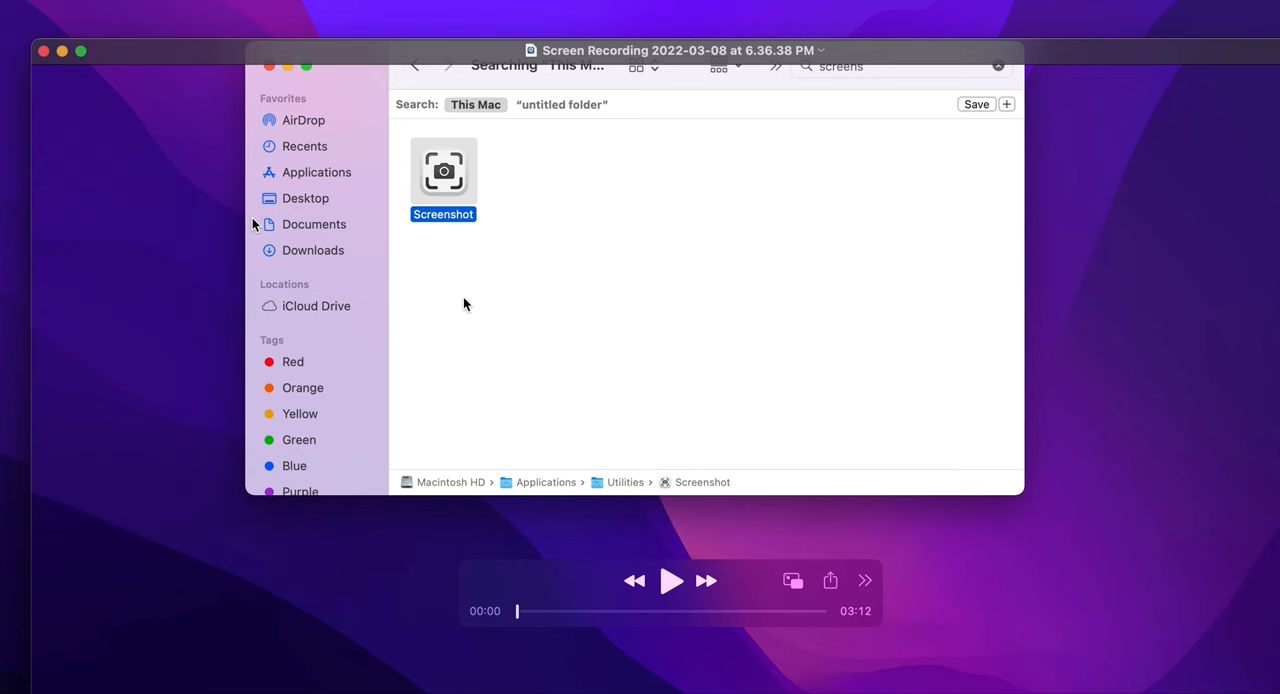 Screen Recording 2022-03-08 at 6.36.38 PM
Searching "This M...
screens
Search: This Mac "untitled folder" Save +
Favorites
AirDrop
Recents
Applications
Desktop
Documents
Downloads
Locations
iCloud Drive
Tags
Red
Orange
Yellow
Green
Blue
Purple
Screenshot
Macintosh HD › Applications › Utilities › Screenshot
00:00 03:12